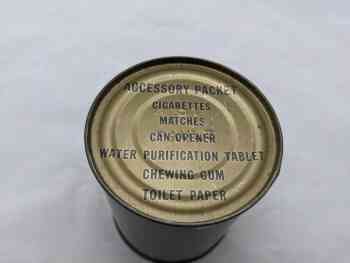 ACCESSORY PACKET
CIGARETTES
MATCHES
CAN OPENER
WATER PURIFICATION TABLET
CHEWING GUM
TOILET PAPER